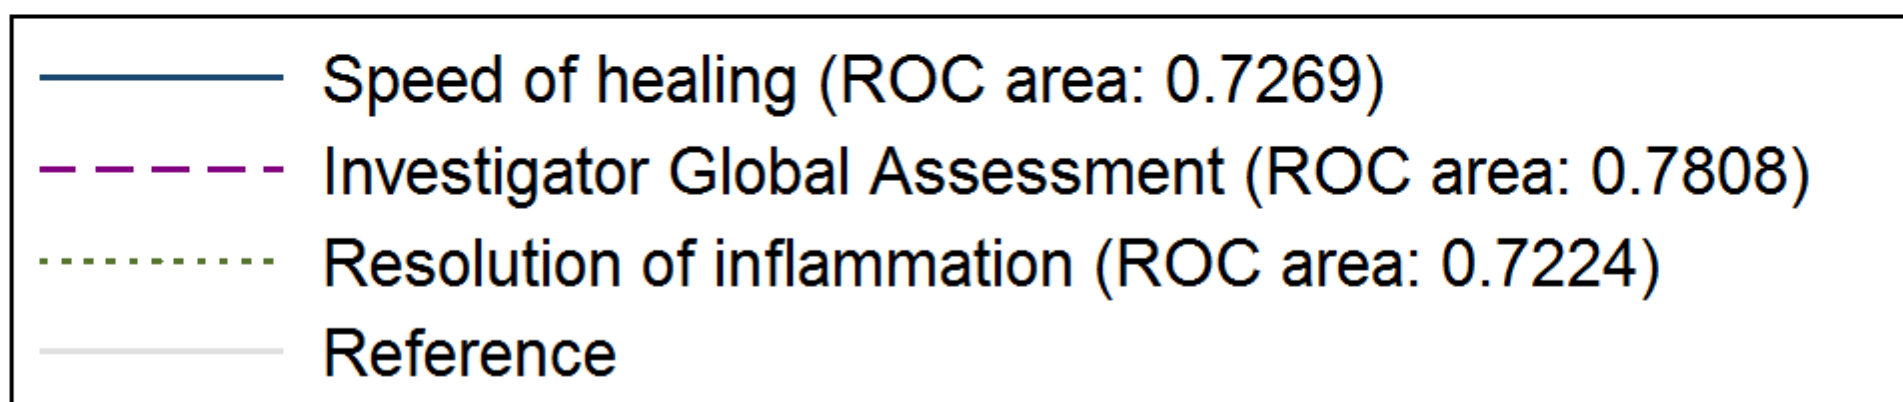 Speed of healing (ROC area: 0.7269)
Investigator Global Assessment (ROC area: 0.7808)
Resolution of inflammation (ROC area: 0.7224)
Reference